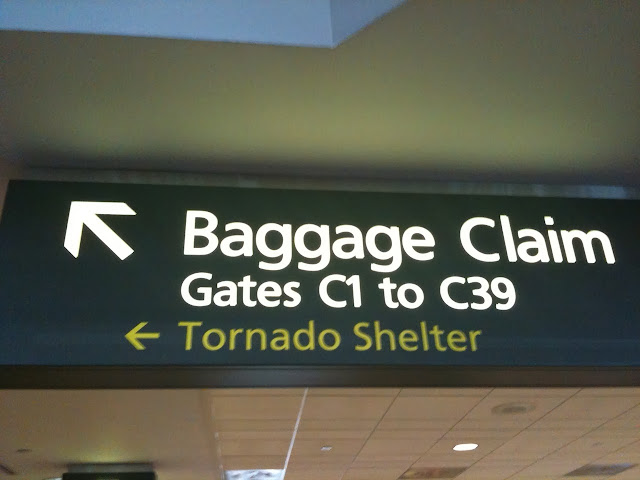 Baggage Claim
Gates C1 to C39
Tornado Shelter